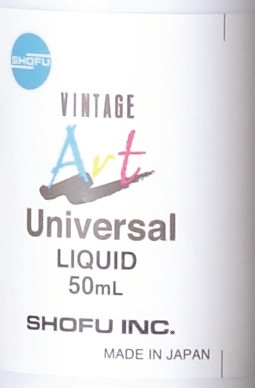 SHOFU
VINTAGE
Art
Universal
LIQUID
50mL
SHOFU INC.
MADE IN JAPAN